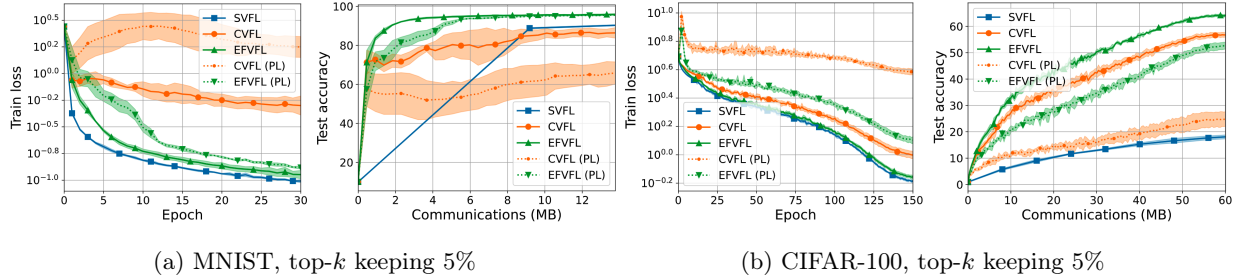 Train loss
10^0.5
10^0.2
10^0.0
10^−0.2
10^−0.5
10^−0.8
10^−1.0
0 5 10 15 20 25 30
Epoch
SVFL
CVFL
EFVFL
CVFL (PL)
EFVFL (PL)
Test accuracy
100
80
60
40
20
0 2 4 6 8 10 12
Communications (MB)
SVFL
CVFL
EFVFL
CVFL (PL)
EFVFL (PL)
Train loss
10^1.0
10^0.8
10^0.6
10^0.4
10^0.2
10^0.0
10^−0.2
0 25 50 75 100 125 150
Epoch
SVFL
CVFL
EFVFL
CVFL (PL)
EFVFL (PL)
Test accuracy
60
50
40
30
20
10
0
0 10 20 30 40 50 60
Communications (MB)
SVFL
CVFL
EFVFL
CVFL (PL)
EFVFL (PL)
(a) MNIST, top-k keeping 5%
(b) CIFAR-100, top-k keeping 5%